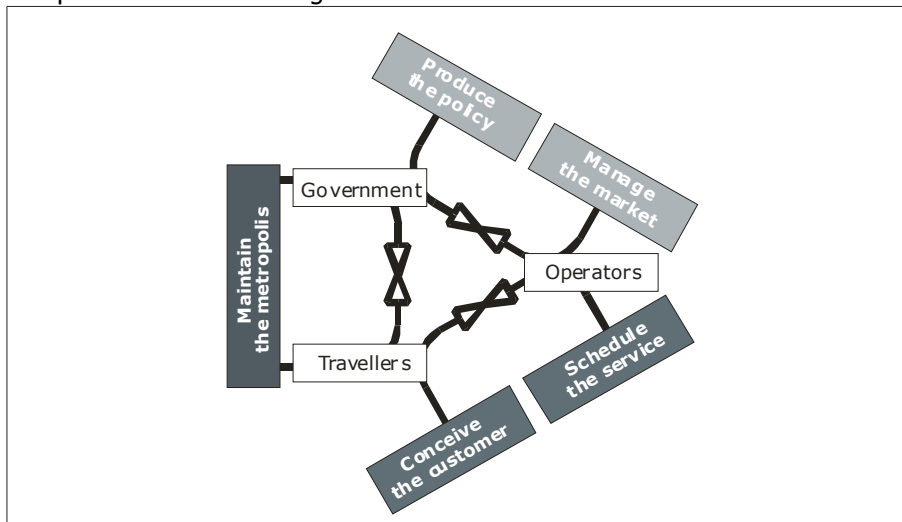 Produce
the policy
Manage
the market
Government
Maintain
the metropolis
Operators
Travellers
Schedule
the service
Conceive
the customer